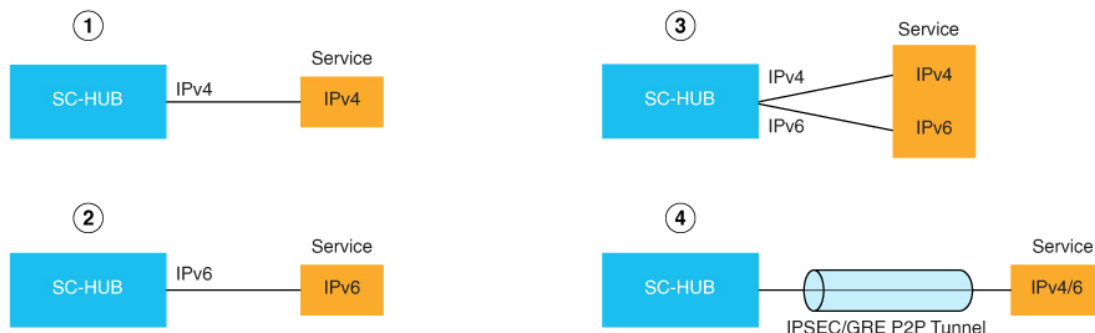 1
Service
SC-HUB
IPv4
IPv4
2
Service
SC-HUB
IPv6
IPv6
3
Service
SC-HUB
IPv4
IPv4
IPv6
IPv6
4
Service
SC-HUB
IPv4/6
IPSEC/GRE P2P Tunnel